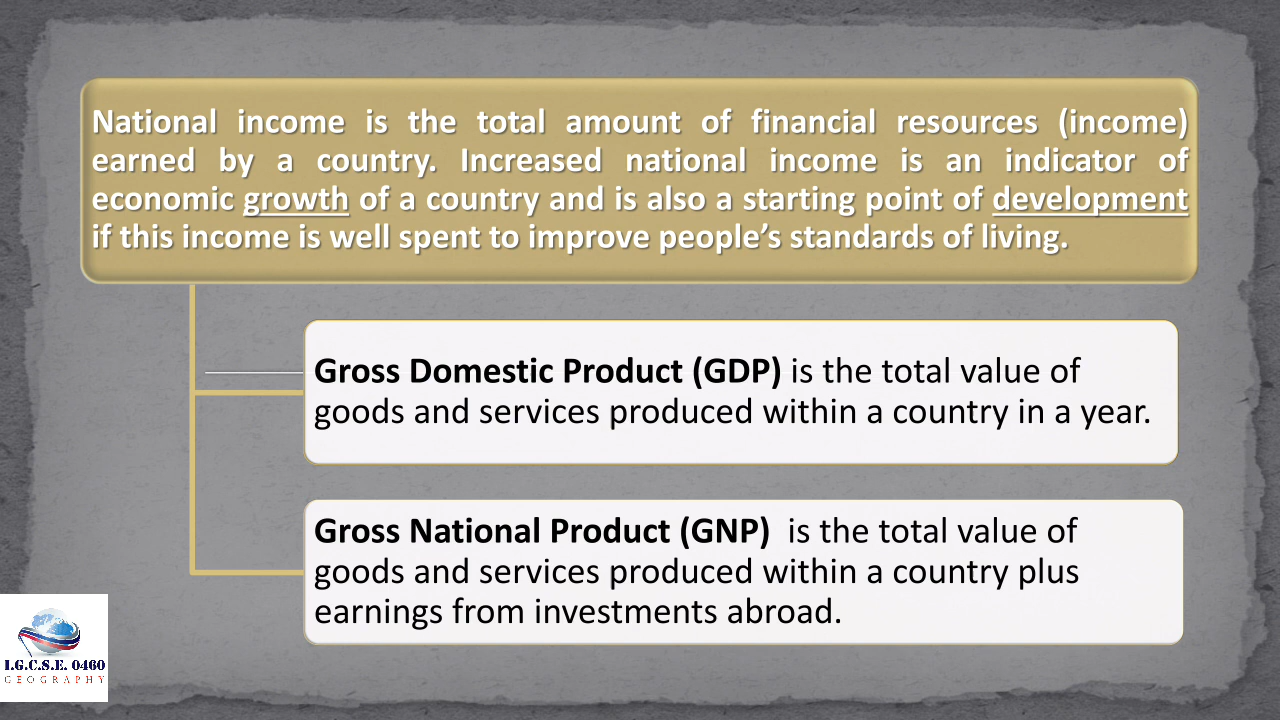 National income is the total amount of financial resources (income)
earned by a country. Increased national income is an indicator of
economic growth of a country and is also a starting point of development
if this income is well spent to improve people’s standards of living.
Gross Domestic Product (GDP) is the total value of
goods and services produced within a country in a year.
Gross National Product (GNP)  is the total value of
goods and services produced within a country plus
earnings from investments abroad.
I.G.C.S.E. 0460
GEOGRAPHY